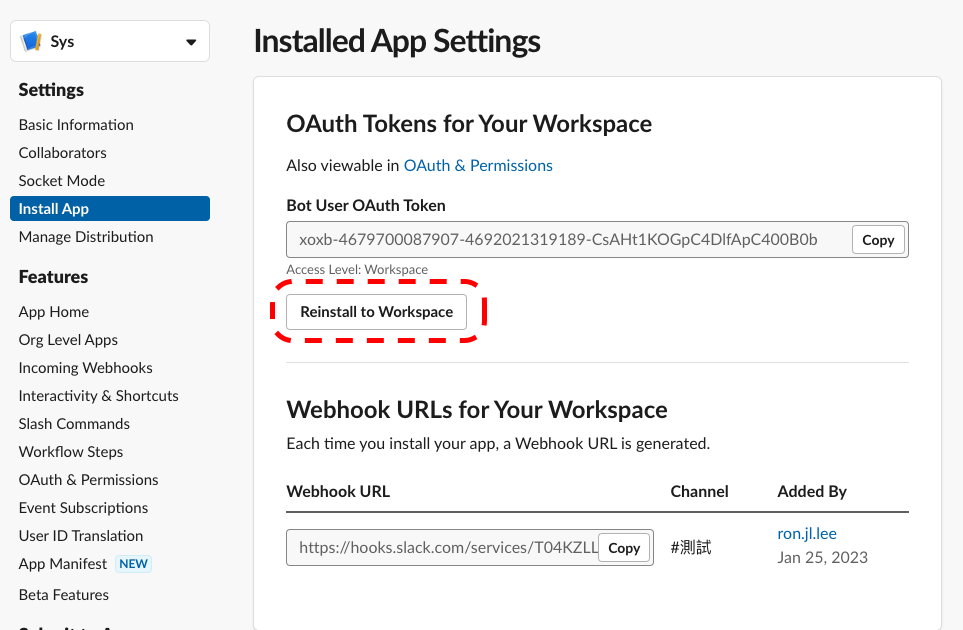 Sys
Settings
Basic Information
Collaborators
Socket Mode
Install App
Manage Distribution
Features
App Home
Org Level Apps
Incoming Webhooks
Interactivity & Shortcuts
Slash Commands
Workflow Steps
OAuth & Permissions
Event Subscriptions
User ID Translation
App Manifest NEW
Beta Features
Installed App Settings
OAuth Tokens for Your Workspace
Also viewable in OAuth & Permissions
Bot User OAuth Token
xoxb-4679700087907-4692021319189-CsAHt1KOGpC4DlfApC400B0b Copy
Access Level: Workspace
Reinstall to Workspace
Webhook URLs for Your Workspace
Each time you install your app, a Webhook URL is generated.
Webhook URL Channel Added By
https://hooks.slack.com/services/T04KZLL Copy #測試 ron.jl.lee
Jan 25, 2023